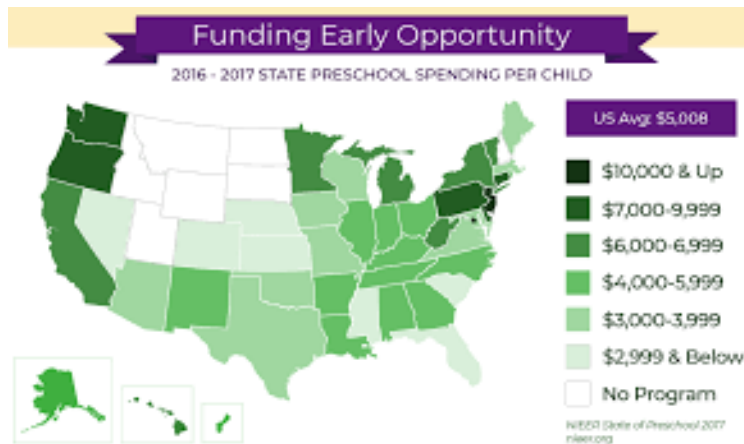 Funding Early Opportunity
2016 - 2017 STATE PRESCHOOL SPENDING PER CHILD
US Avg: $5,008
$10,000 & Up
$7,000-9,999
$6,000-6,999
$4,000-5,999
$3,000-3,999
$2,999 & Below
No Program
NIEER State of Preschool 2017
nieer.org